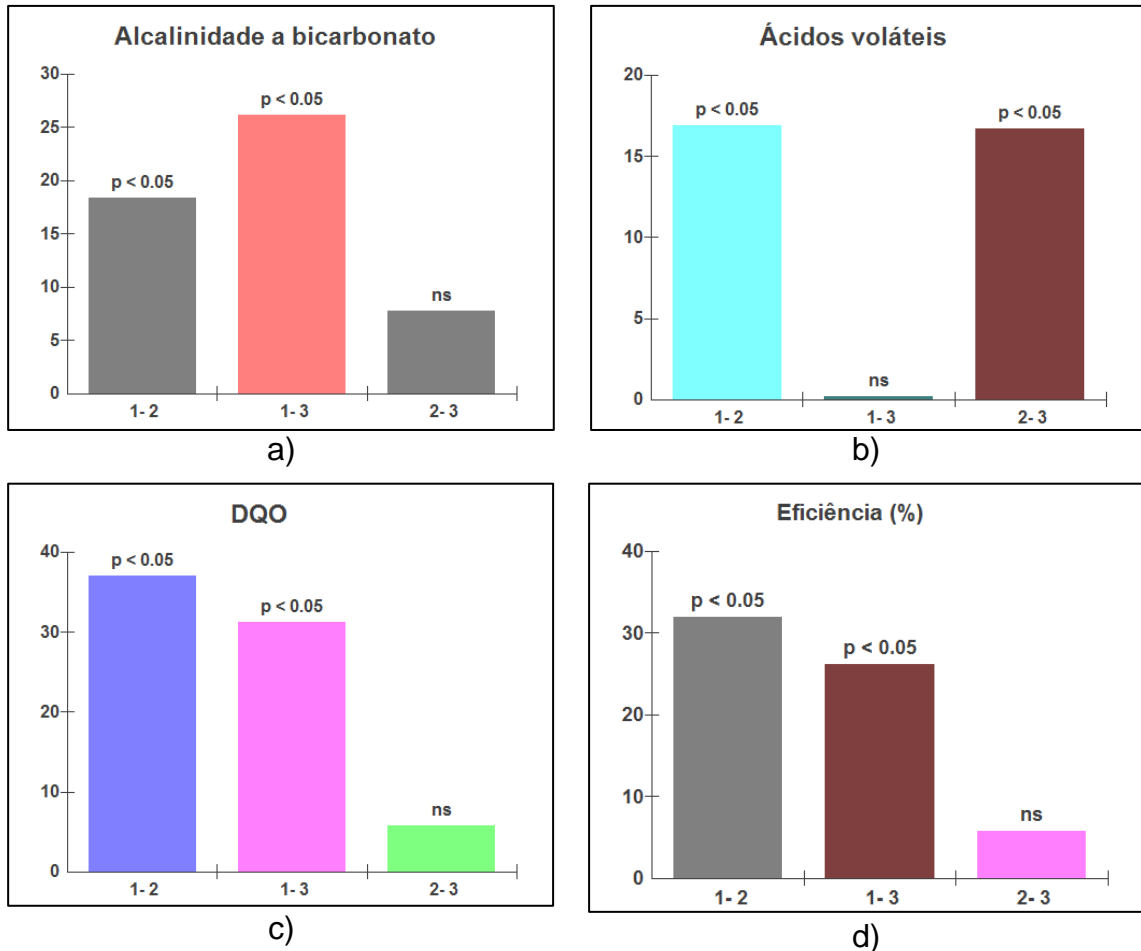 Alcalinidade a bicarbonato
30
25
20
15
10
5
0
p < 0.05
p < 0.05
ns
1- 2
1- 3
2- 3
a)
Ácidos voláteis
20
15
10
5
0
p < 0.05
ns
p < 0.05
1- 2
1- 3
2- 3
b)
DQO
40
30
20
10
0
p < 0.05
p < 0.05
ns
1- 2
1- 3
2- 3
c)
Eficiência (%)
40
30
20
10
0
p < 0.05
p < 0.05
ns
1- 2
1- 3
2- 3
d)